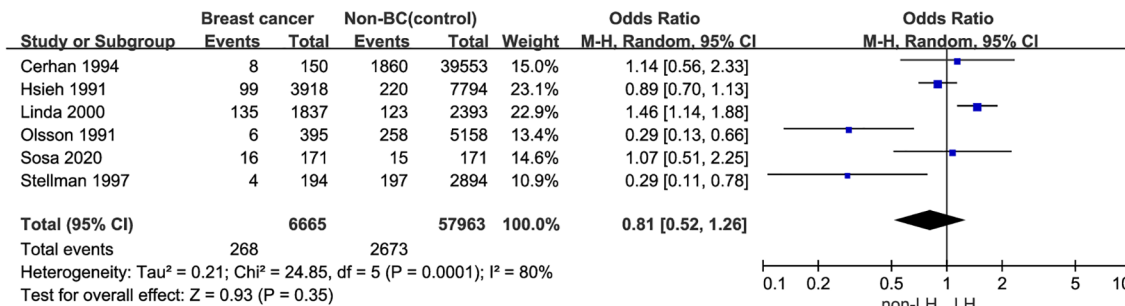 Breast cancer Non-BC(control) Odds Ratio Odds Ratio
Study or Subgroup Events Total Events Total Weight M-H, Random, 95% CI M-H, Random, 95% CI
Cerhan 1994 8 150 1860 39553 15.0% 1.14 [0.56, 2.33]
Hsieh 1991 99 3918 220 7794 23.1% 0.89 [0.70, 1.13]
Linda 2000 135 1837 123 2393 22.9% 1.46 [1.14, 1.88]
Olsson 1991 6 395 258 5158 13.4% 0.29 [0.13, 0.66]
Sosa 2020 16 171 15 171 14.6% 1.07 [0.51, 2.25]
Stellman 1997 4 194 197 2894 10.9% 0.29 [0.11, 0.78]
Total (95% CI) 6665 57963 100.0% 0.81 [0.52, 1.26]
Total events 268 2673
Heterogeneity: Tau² = 0.21; Chi² = 24.85, df = 5 (P = 0.0001); I² = 80%
Test for overall effect: Z = 0.93 (P = 0.35)
0.1 0.2 0.5 1 2 5 10
non-LH LH